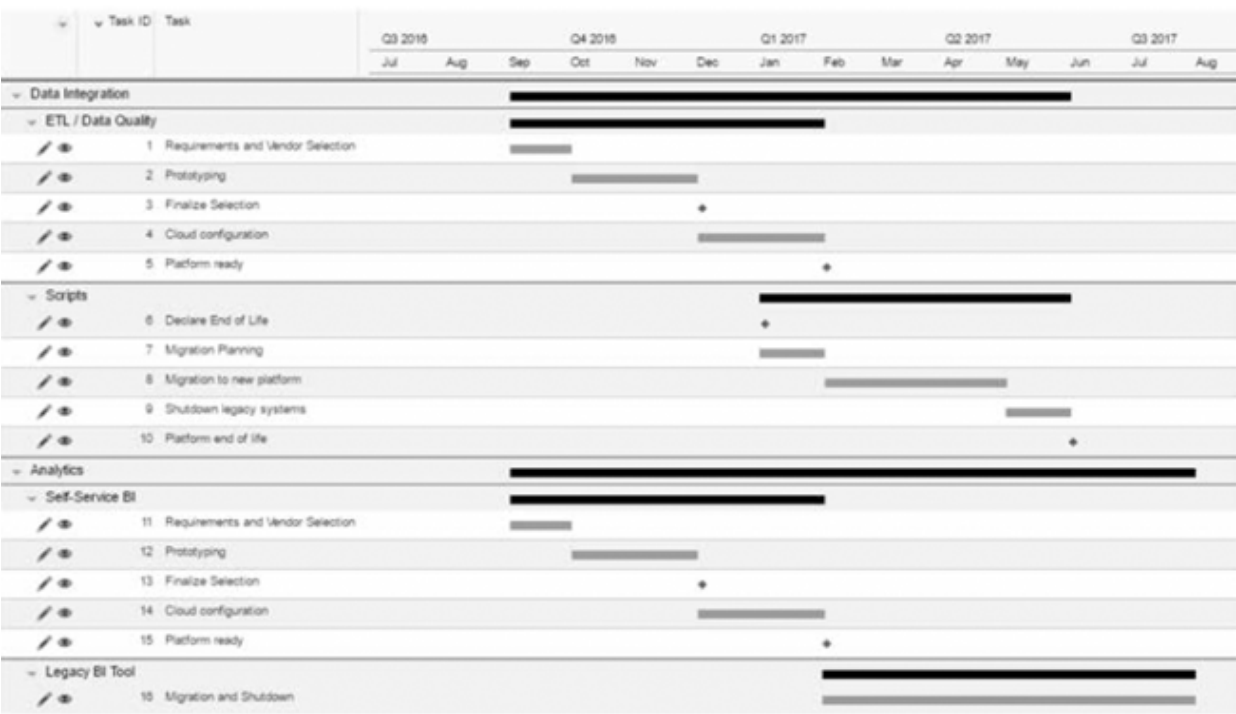 Task ID Task
Q3 2016 Q4 2016 Q1 2017 Q2 2017 Q3 2017
Jul Aug Sep Oct Nov Dec Jan Feb Mar Apr May Jun Jul Aug
Data Integration
ETL / Data Quality
1 Requirements and Vendor Selection
2 Prototyping
3 Finalize Selection
4 Cloud configuration
5 Platform ready
Scripts
6 Declare End of Life
7 Migration Planning
8 Migration to new platform
9 Shutdown legacy systems
10 Platform end of life
Analytics
Self-Service BI
11 Requirements and Vendor Selection
12 Prototyping
13 Finalize Selection
14 Cloud configuration
15 Platform ready
Legacy BI Tool
16 Migration and Shutdown